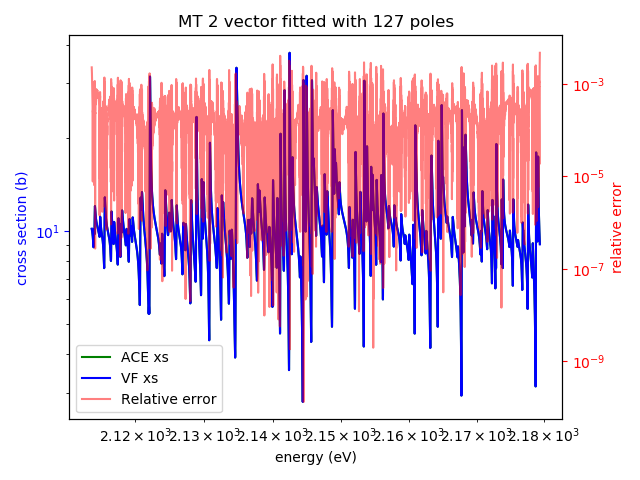 MT 2 vector fitted with 127 poles
cross section (b)
10¹
10⁻³
10⁻⁵
10⁻⁷
10⁻⁹
relative error
ACE xs
VF xs
Relative error
2.12 × 10³ 2.13 × 10³ 2.14 × 10³ 2.15 × 10³ 2.16 × 10³ 2.17 × 10³ 2.18 × 10³
energy (eV)